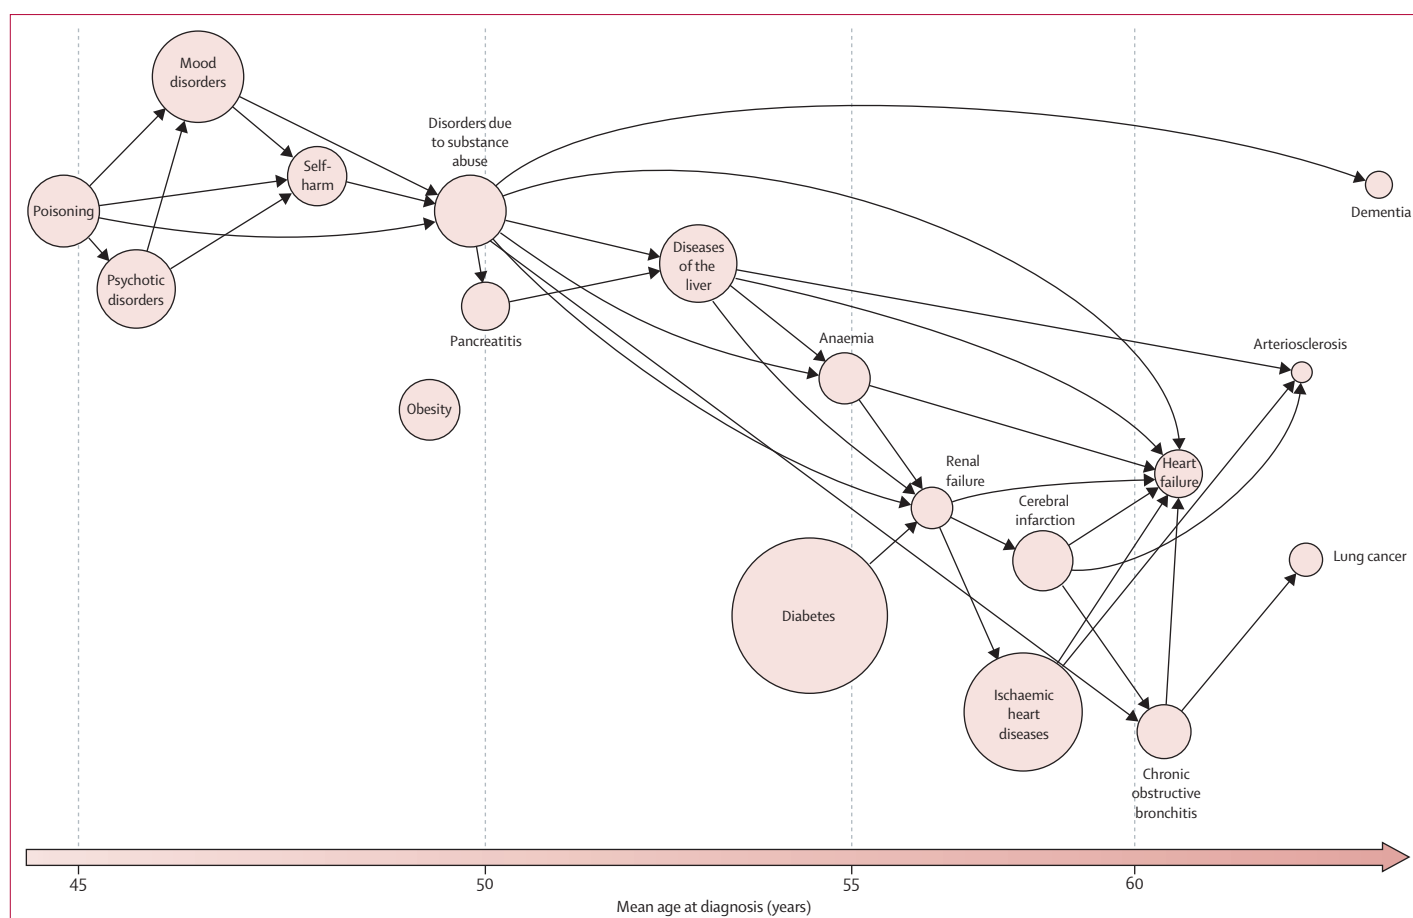 Mood
disorders
Disorders due
to substance
abuse
Self-
harm
Poisoning
Dementia
Psychotic
disorders
Diseases
of the
liver
Pancreatitis
Anaemia
Arteriosclerosis
Obesity
Renal
failure
Heart
failure
Cerebral
infarction
Lung cancer
Diabetes
Ischaemic
heart
diseases
Chronic
obstructive
bronchitis
45
50
55
60
Mean age at diagnosis (years)